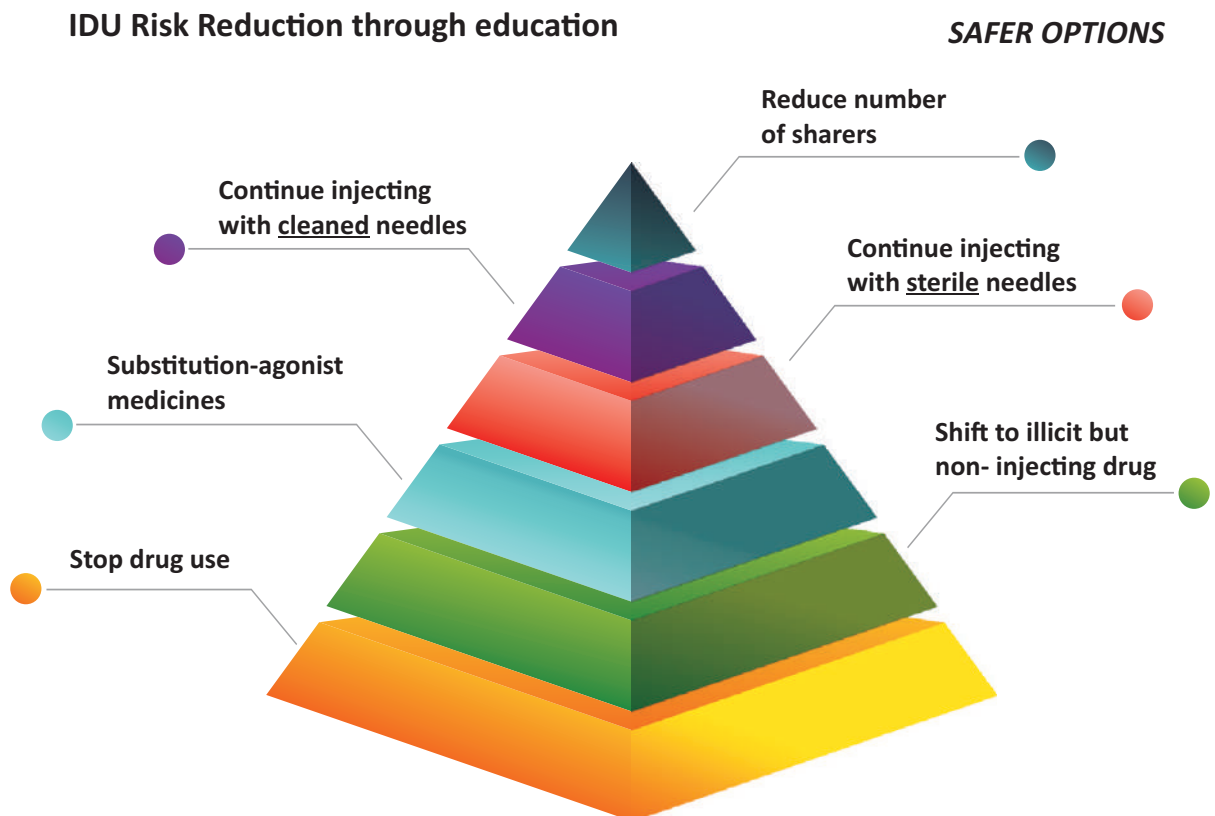 IDU Risk Reduction through education
SAFER OPTIONS
Reduce number
of sharers
Continue injecting
with cleaned needles
Continue injecting
with sterile needles
Substitution-agonist
medicines
Shift to illicit but
non- injecting drug
Stop drug use